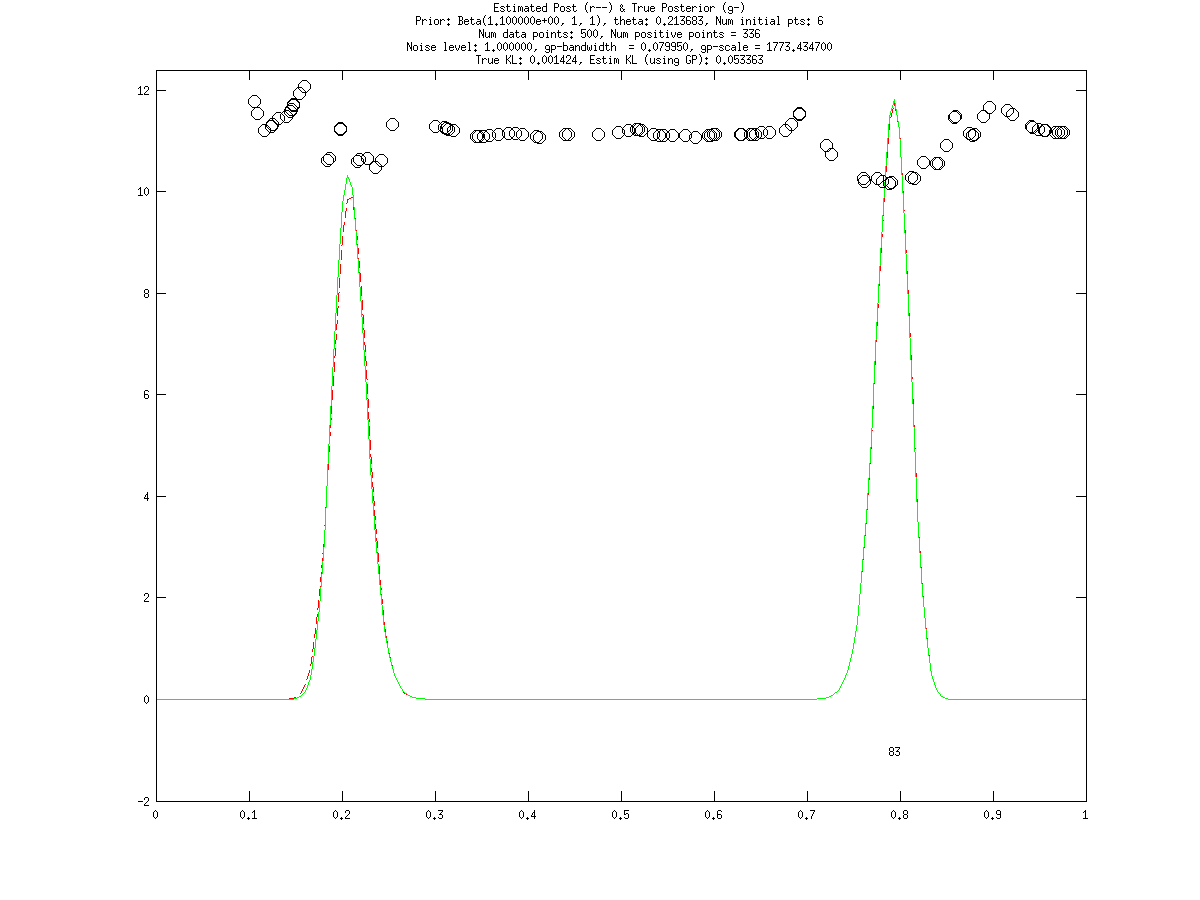 Estimated Post (r--) & True Posterior (g-)
Prior: Beta(1.100000e+00, 1, 1), theta: 0.213683, Num initial pts: 6
Num data points: 500, Num positive points = 336
Noise level: 1.000000, gp-bandwidth  = 0.079950, gp-scale = 1773.434700
True KL: 0.001424, Estim KL (using GP): 0.053363
12
10
8
6
4
2
0
83
-2
0 0.1 0.2 0.3 0.4 0.5 0.6 0.7 0.8 0.9 1